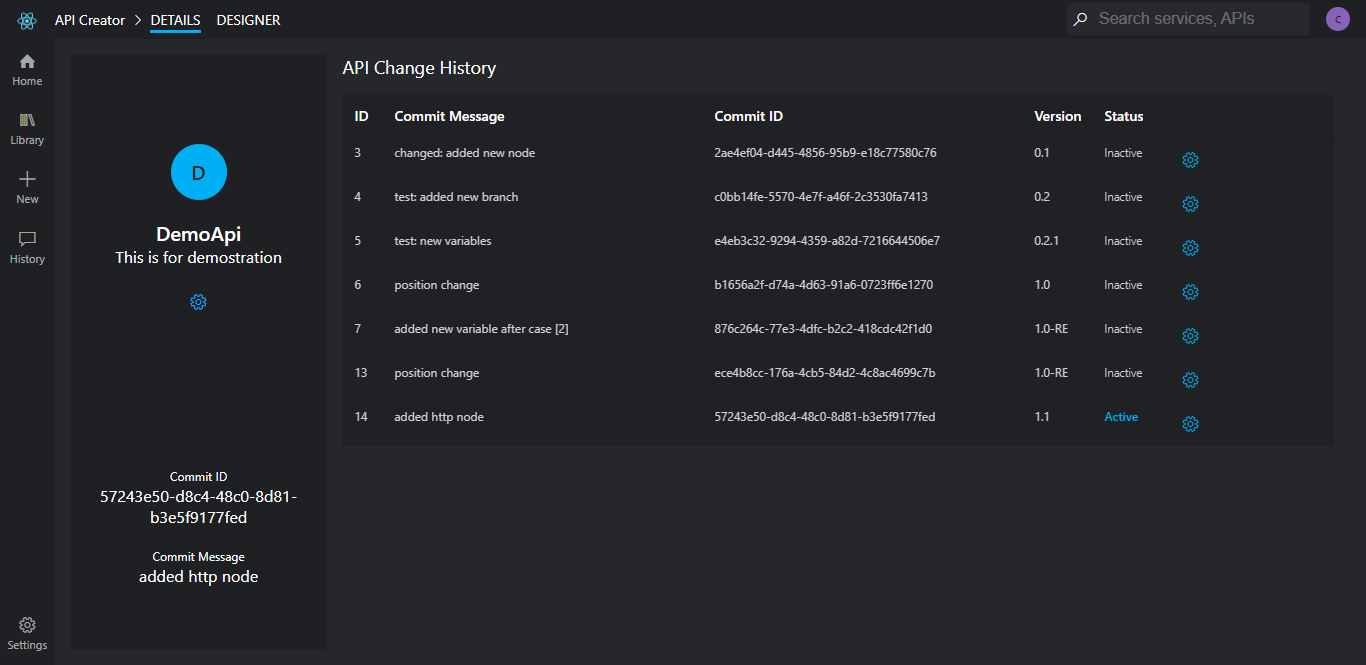 API Creator > DETAILS DESIGNER
Search services, APIs
C
Home
Library
New
History
Settings
D
DemoApi
This is for demostration
Commit ID
57243e50-d8c4-48c0-8d81-
b3e5f9177fed
Commit Message
added http node
API Change History
ID Commit Message Commit ID Version Status
3 changed: added new node 2ae4ef04-d445-4856-95b9-e18c77580c76 0.1 Inactive
4 test: added new branch c0bb14fe-5570-4e7f-a46f-2c3530fa7413 0.2 Inactive
5 test: new variables e4eb3c32-9294-4359-a82d-7216644506e7 0.2.1 Inactive
6 position change b1656a2f-d74a-4d63-91a6-0723ff6e1270 1.0 Inactive
7 added new variable after case [2] 876c264c-77e3-4dfc-b2c2-418cdc42f1d0 1.0-RE Inactive
13 position change ece4b8cc-176a-4cb5-84d2-4c8ac4699c7b 1.0-RE Inactive
14 added http node 57243e50-d8c4-48c0-8d81-b3e5f9177fed 1.1 Active